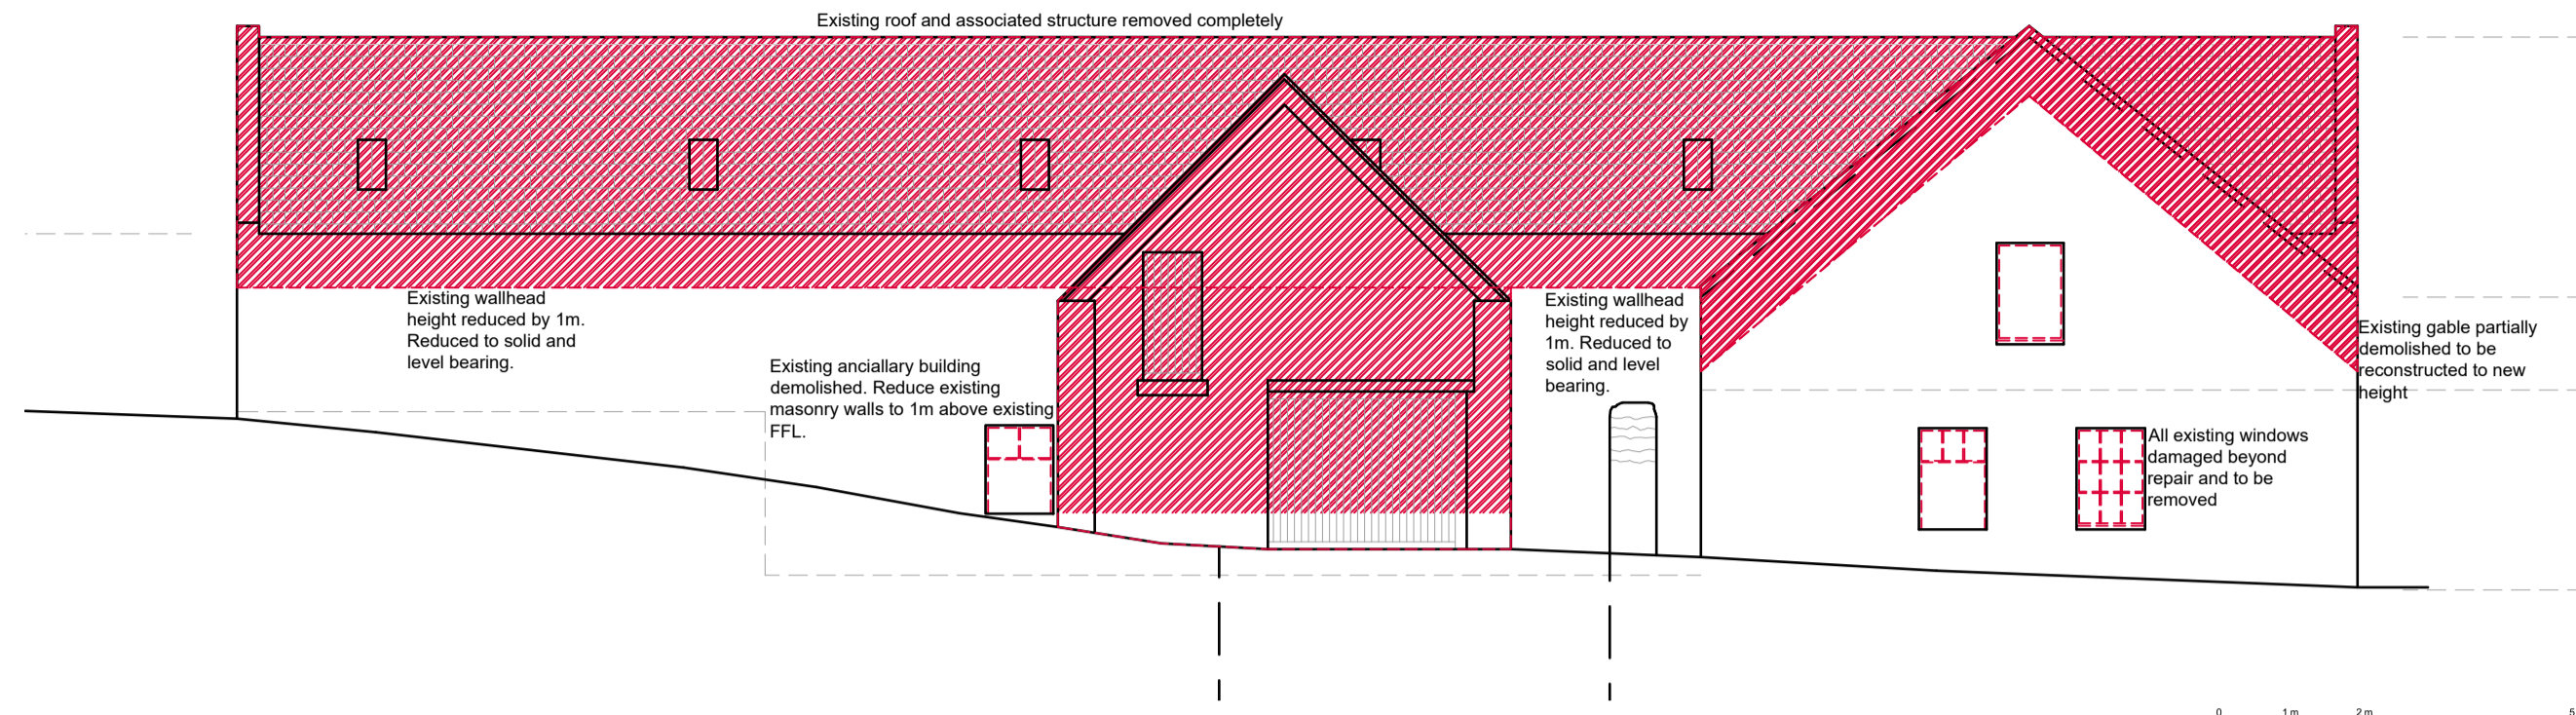 Existing roof and associated structure removed completely
Existing wallhead
height reduced by 1m.
Reduced to solid and
level bearing.
Existing anciallary building
demolished. Reduce existing
masonry walls to 1m above existing
FFL.
Existing wallhead
height reduced by
1m. Reduced to
solid and level
bearing.
Existing gable partially
demolished to be
reconstructed to new
height
All existing windows
damaged beyond
repair and to be
removed
0 1m 2m 5